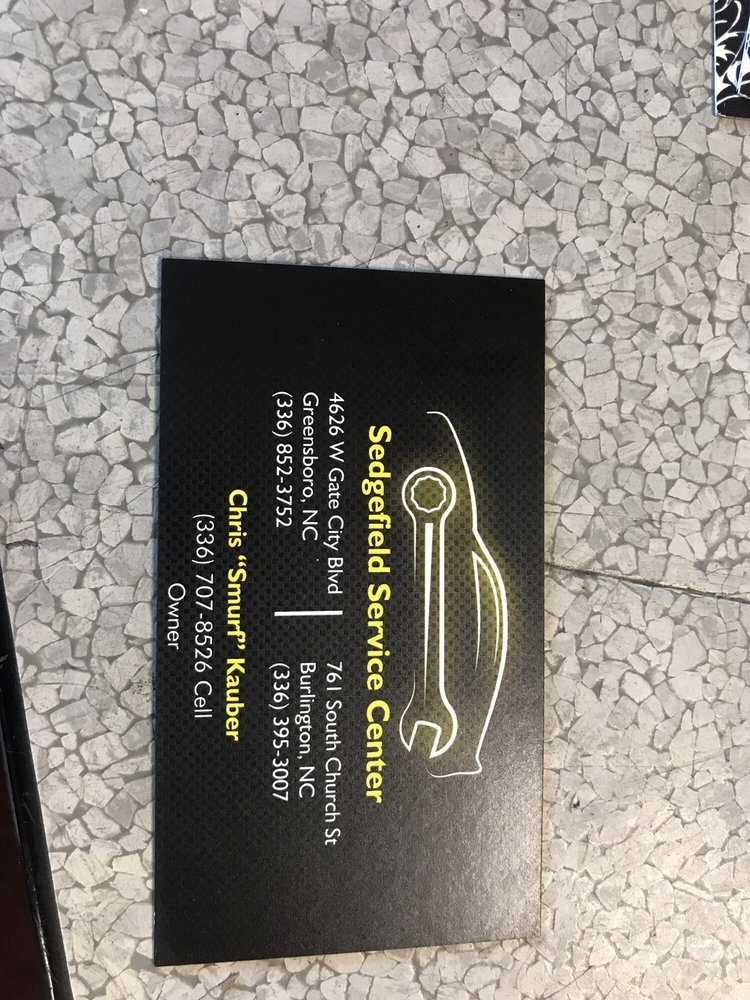 Sedgefield Service Center
4626 W Gate City Blvd
Greensboro, NC
(336) 852-3752
761 South Church St
Burlington, NC
(336) 395-3007
Chris “Smurf” Kauber
(336) 707-8526 Cell
Owner